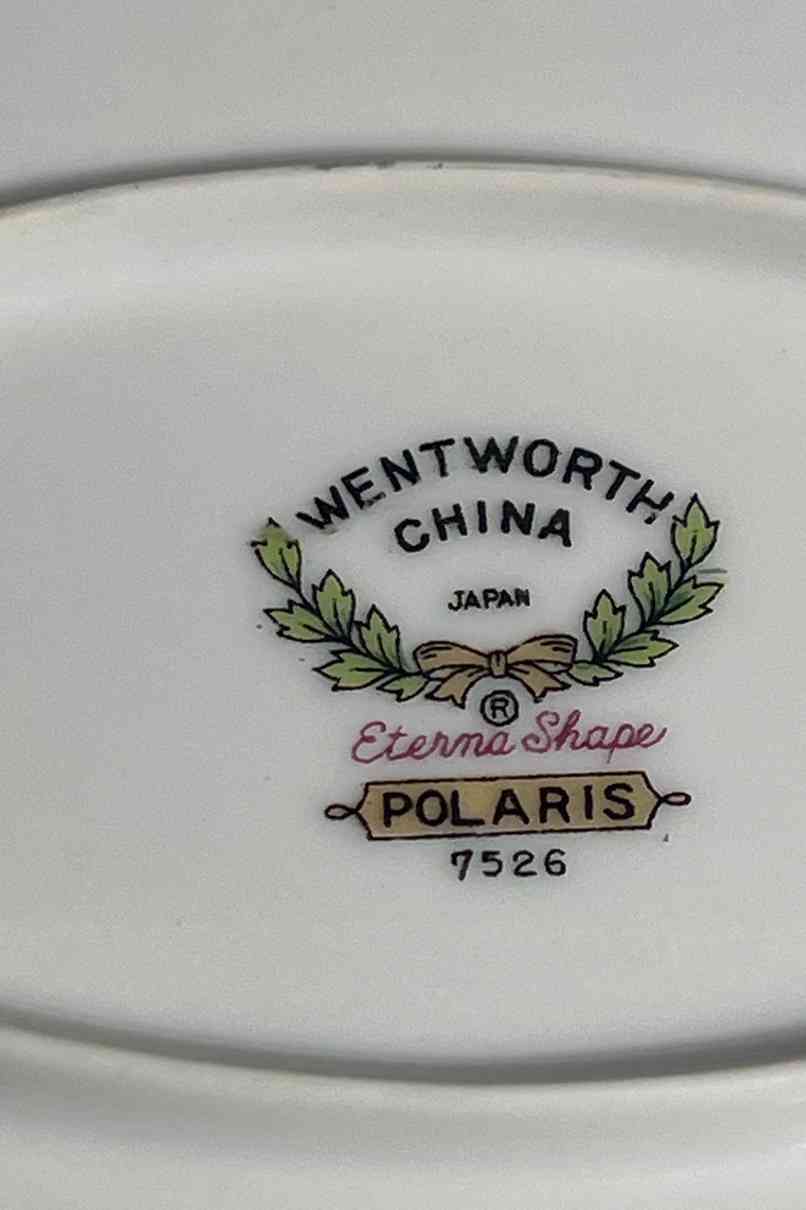 WENTWORTH
CHINA
JAPAN
®
Eterna Shape
POLARIS
7526